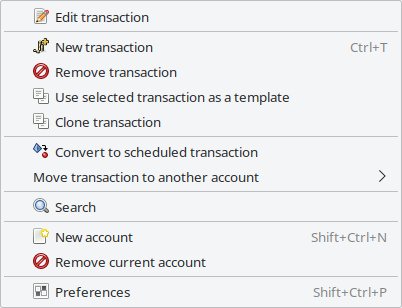 Edit transaction
New transaction Ctrl+T
Remove transaction
Use selected transaction as a template
Clone transaction
Convert to scheduled transaction
Move transaction to another account
Search
New account Shift+Ctrl+N
Remove current account
Preferences Shift+Ctrl+P